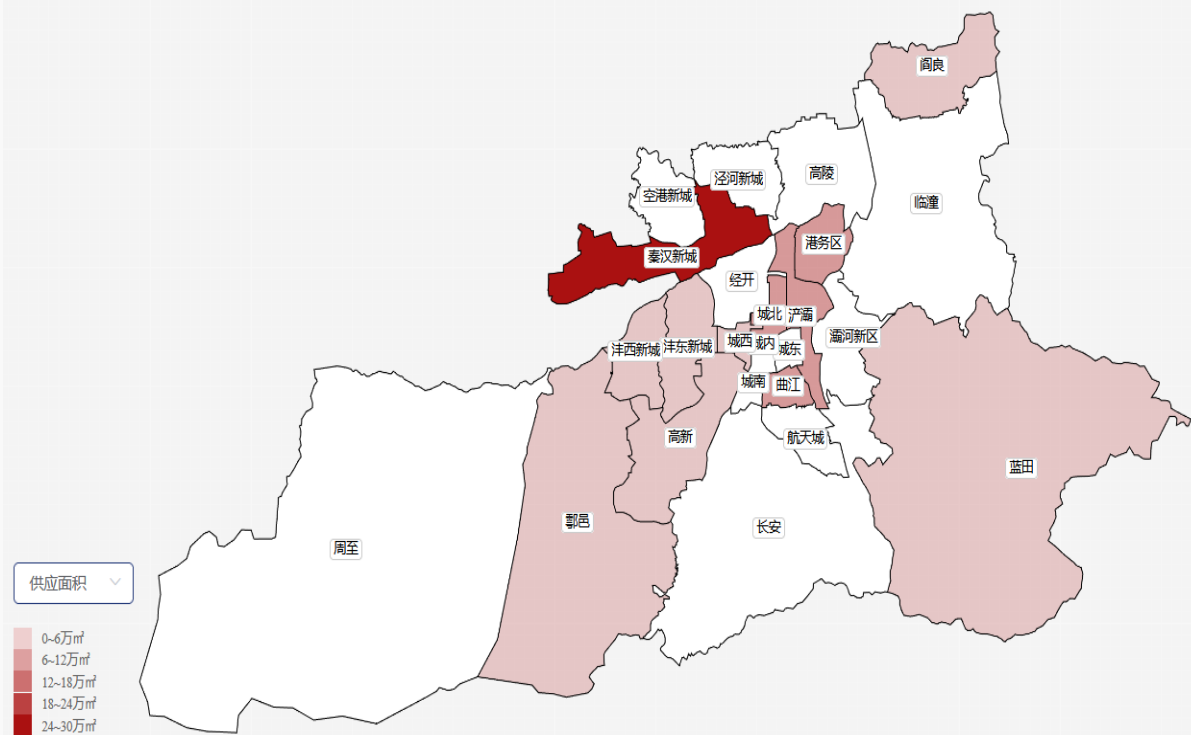 阎良
高陵
泾河新城
空港新城
临潼
港务区
秦汉新城
经开
城北
浐灞
灞河新区
城西
城内
城东
沣西新城
沣东新城
城南
曲江
高新
航天城
蓝田
鄠邑
长安
周至
供应面积
0~6万㎡
6~12万㎡
12~18万㎡
18~24万㎡
24~30万㎡